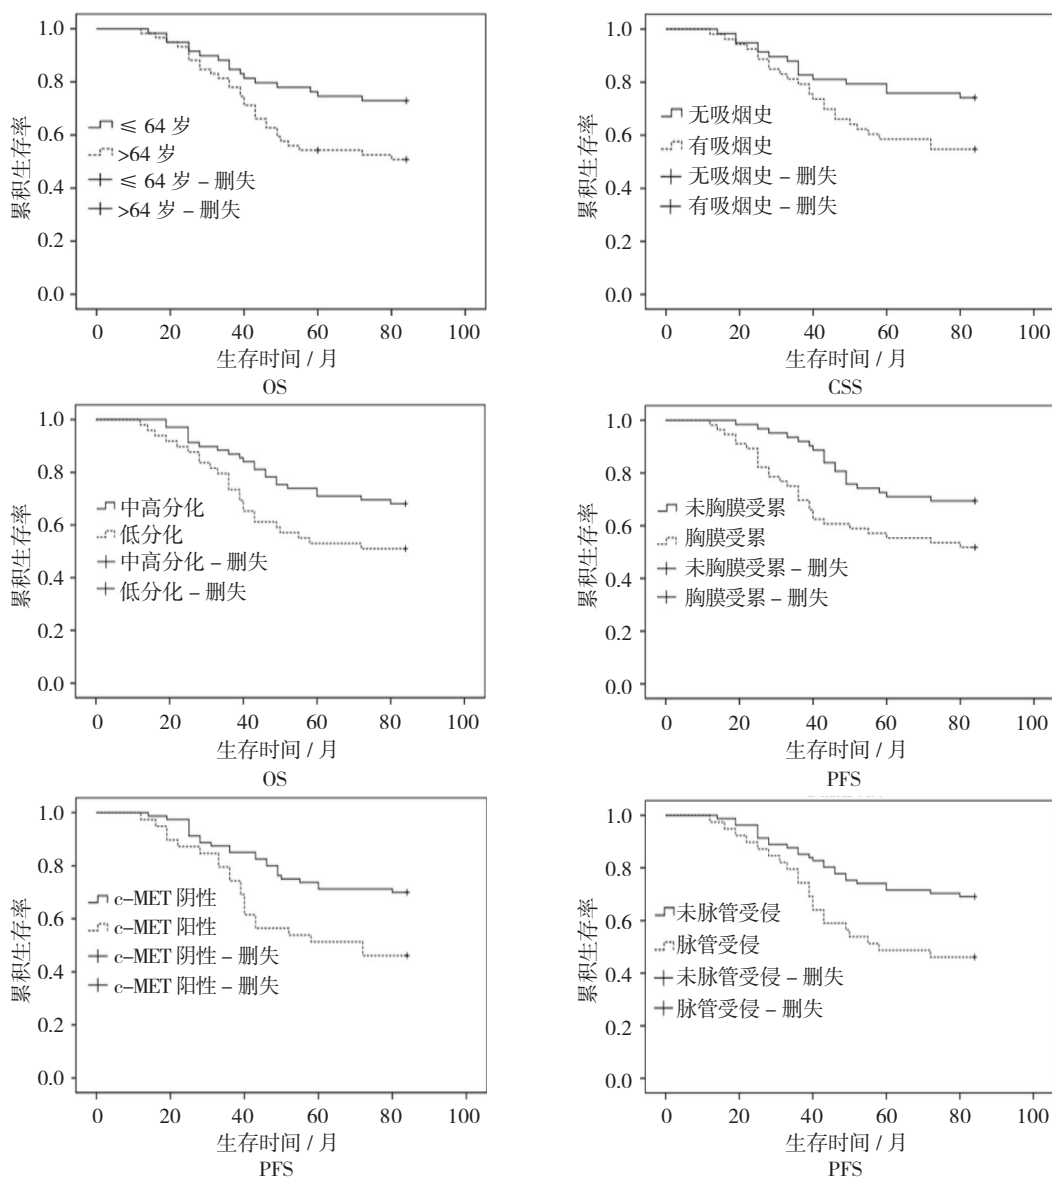 1.0
0.8
0.6
0.4
0.2
0.0
累积生存率
≤ 64 岁
>64 岁
≤ 64 岁 – 删失
>64 岁 – 删失
0 20 40 60 80 100
生存时间 / 月
OS
1.0
0.8
0.6
0.4
0.2
0.0
累积生存率
无吸烟史
有吸烟史
无吸烟史 – 删失
有吸烟史 – 删失
0 20 40 60 80 100
生存时间 / 月
CSS
1.0
0.8
0.6
0.4
0.2
0.0
累积生存率
中高分化
低分化
中高分化 – 删失
低分化 – 删失
0 20 40 60 80 100
生存时间 / 月
OS
1.0
0.8
0.6
0.4
0.2
0.0
累积生存率
未胸膜受累
胸膜受累
未胸膜受累 – 删失
胸膜受累 – 删失
0 20 40 60 80 100
生存时间 / 月
PFS
1.0
0.8
0.6
0.4
0.2
0.0
累积生存率
c–MET 阴性
c–MET 阳性
c–MET 阴性 – 删失
c–MET 阳性 – 删失
0 20 40 60 80 100
生存时间 / 月
PFS
1.0
0.8
0.6
0.4
0.2
0.0
累积生存率
未脉管受侵
脉管受侵
未脉管受侵 – 删失
脉管受侵 – 删失
0 20 40 60 80 100
生存时间 / 月
PFS